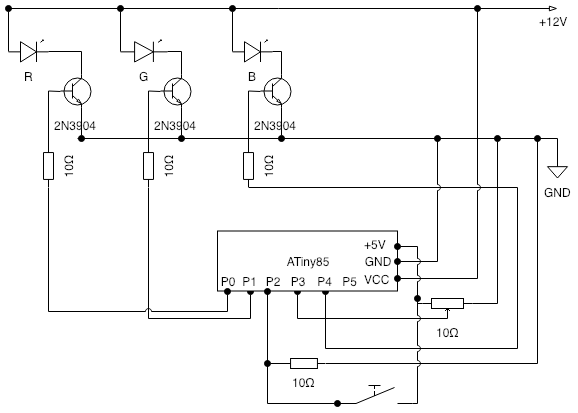 +12V
R
G
B
2N3904
2N3904
2N3904
10Ω
10Ω
10Ω
GND
+5V
GND
ATiny85
VCC
P0 P1 P2 P3 P4 P5
10Ω
10Ω